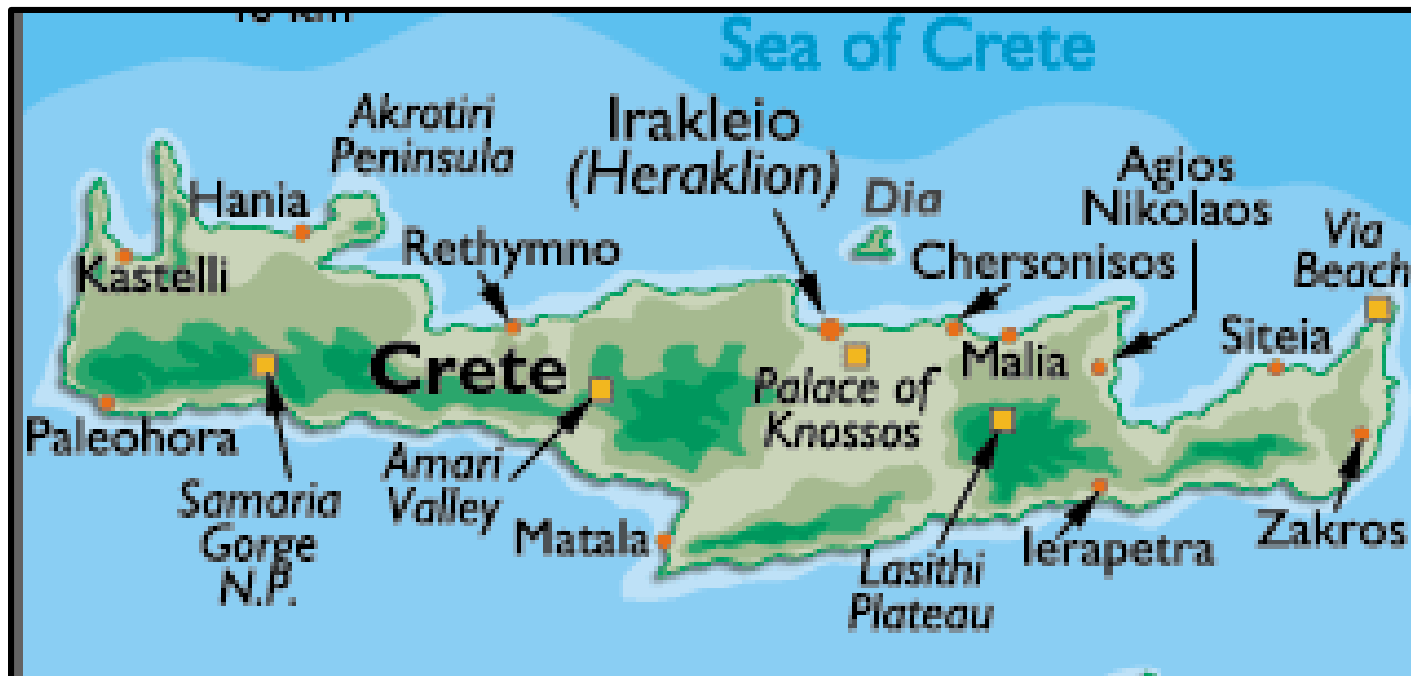 Sea of Crete
Akrotiri
Peninsula
Irakleio
(Heraklion)
Agios
Nikolaos
Dia
Via
Beach
Hania
Rethymno
Chersonisos
Kastelli
Siteia
Crete
Malia
Palace of
Knossos
Paleohora
Amari
Valley
Samaria
Gorge
N.P.
Matala
Lasithi
Plateau
Ierapetra
Zakros